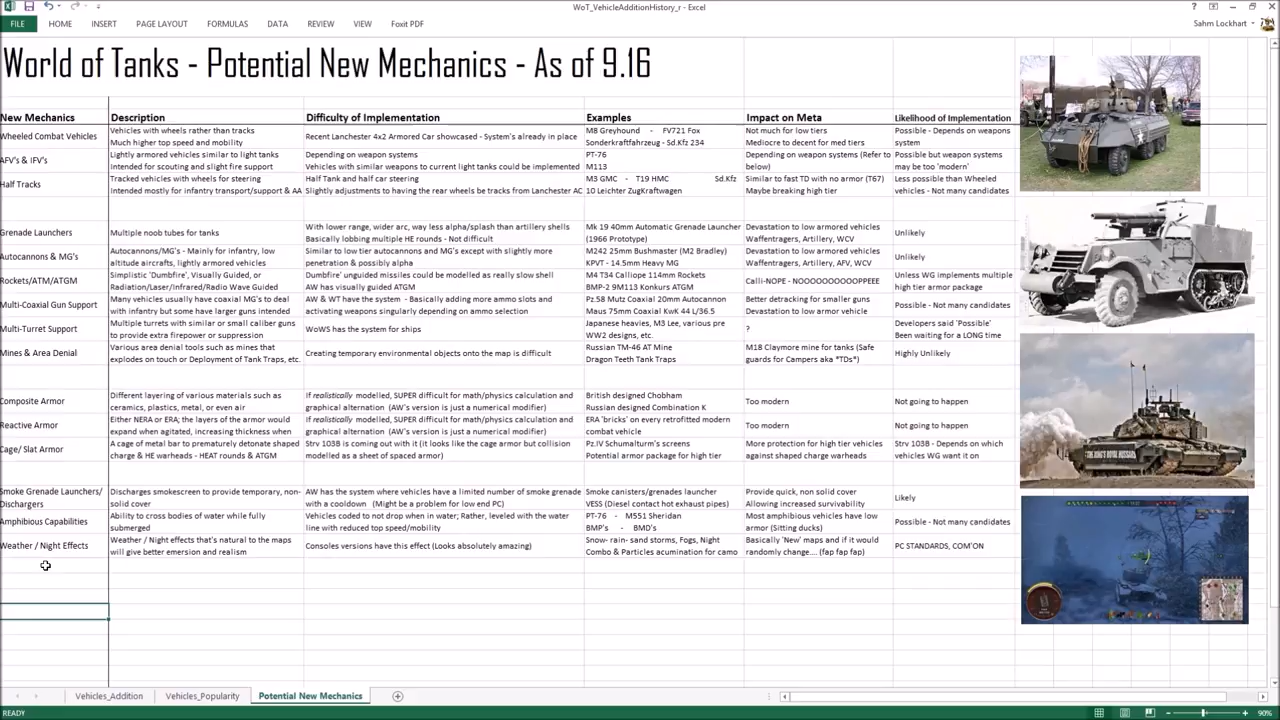 WoT_VehicleAdditionHistory_r - Excel
FILE HOME INSERT PAGE LAYOUT FORMULAS DATA REVIEW VIEW Foxit PDF Sahm Lockhart
World of Tanks - Potential New Mechanics - As of 9.16
New Mechanics Description Difficulty of Implementation Examples Impact on Meta Likelihood of Implementation
Wheeled Combat Vehicles
Vehicles with wheels rather than tracks
Much higher top speed and mobility
Recent Lanchester 4x2 Armored Car showcased - System's already in place
M8 Greyhound - FV721 Fox
Sonderkraftfahrzeug - Sd.Kfz 234
Not much for low tiers
Mediocre to decent for med tiers
Possible - Depends on weapons
system
AFV's & IFV's
Lightly armored vehicles similar to light tanks
Intended for scouting and slight fire support
Depending on weapon systems
Vehicles with similar weapons to current light tanks could be implemented
PT-76
M113
Depending on weapon systems (Refer to
below)
Possible but weapon systems
may be too 'modern'
Half Tracks
Tracked vehicles with wheels for steering
Intended mostly for infantry transport/support & AA
Half Tank and half car steering
Slightly adjustments to having the rear wheels be tracks from Lanchester AC
M3 GMC - T19 HMC Sd.Kfz
10 Leichter ZugKraftwagen
Similar to fast TD with no armor (T67)
Maybe breaking high tier
Less possible than Wheeled
vehicles - Not many candidates
Grenade Launchers
Multiple noob tubes for tanks
With lower range, wider arc, way less alpha/splash than artillery shells
Basically lobbing multiple HE rounds - Not difficult
Mk 19 40mm Automatic Grenade Launcher
(1966 Prototype)
Devastation to low armored vehicles
Waffentragers, Artillery, WCV
Unlikely
Autocannons & MG's
Autocannons/MG's - Mainly for infantry, low
altitude aircrafts, lightly armored vehicles
Similar to low tier autocannons and MG's except with slightly more
penetration & possibly alpha
M242 25mm Bushmaster (M2 Bradley)
KPVT - 14.5mm Heavy MG
Devastation to low armored vehicles
Waffentragers, Artillery, AFV, WCV
Unlikely
Rockets/ATM/ATGM
Simplistic 'Dumbfire', Visually Guided, or
Radiation/Laser/Infrared/Radio Wave Guided
Dumbfire' unguided missiles could be modelled as really slow shell
AW has visually guided ATGM
M4 T34 Calliope 114mm Rockets
BMP-2 9M113 Konkurs ATGM
Calli-NOPE - NOOOOOOOOPPEEE
Unless WG implements multiple
high tier armor package
Multi-Coaxial Gun Support
Many vehicles usually have coaxial MG's to deal
with infantry but some have larger guns intended
AW & WT have the system - Basically adding more ammo slots and
activating weapons singularly depending on ammo selection
Pz.58 Mutz Coaxial 20mm Autocannon
Maus 75mm Coaxial KwK 44 L/36.5
Better detracking for smaller guns
Devastation to low armor vehicle
Possible - Not many candidates
Multi-Turret Support
Multiple turrets with similar or small caliber guns
to provide extra firepower or suppression
WoWS has the system for ships
Japanese heavies, M3 Lee, various pre
WW2 designs, etc.
?
Developers said 'Possible'
Been waiting for a LONG time
Mines & Area Denial
Various area denial tools such as mines that
explodes on touch or Deployment of Tank Traps, etc.
Creating temporary environmental objects onto the map is difficult
Russian TM-46 AT Mine
Dragon Teeth Tank Traps
M18 Claymore mine for tanks (Safe
guards for Campers aka *TDs*)
Highly Unlikely
Composite Armor
Different layering of various materials such as
ceramics, plastics, metal, or even air
If realistically modelled, SUPER difficult for math/physics calculation and
graphical alternation (AW's version is just a numerical modifier)
British designed Chobham
Russian designed Combination K
Too modern
Not going to happen
Reactive Armor
Either NERA or ERA; the layers of the armor would
expand when agitated, increasing thickness when
If realistically modelled, SUPER difficult for math/physics calculation and
graphical alternation (AW's version is just a numerical modifier)
ERA 'bricks' on every retrofitted modern
combat vehicle
Too modern
Not going to happen
Cage/ Slat Armor
A cage of metal bar to prematurely detonate shaped
charge & HE warheads - HEAT rounds & ATGM
Strv 103B is coming out with it (it looks like the cage armor but collision
modelled as a sheet of spaced armor)
Pz.IV Schumalturm's screens
Potential armor package for high tier
More protection for high tier vehicles
against shaped charge warheads
Strv 103B - Depends on which
vehicles WG want it on
Smoke Grenade Launchers/
Dischargers
Discharges smokescreen to provide temporary, non-
solid cover
AW has the system where vehicles have a limited number of smoke grenade
with a cooldown (Might be a problem for low end PC)
Smoke canisters/grenades launcher
VESS (Diesel contact hot exhaust pipes)
Provide quick, non solid cover
Allowing increased survivability
Likely
Amphibious Capabilities
Ability to cross bodies of water while fully
submerged
Vehicles coded to not drop when in water; Rather, leveled with the water
line with reduced top speed/mobility
PT-76 - M551 Sheridan
BMP's - BMD's
Most amphibious vehicles have low
armor (Sitting ducks)
Possible - Not many candidates
Weather / Night Effects
Weather / Night effects that's natural to the maps
will give better emersion and realism
Consoles versions have this effect (Looks absolutely amazing)
Snow- rain- sand storms, Fogs, Night
Combo & Particles acumination for camo
Basically 'New' maps and if it would
randomly change.... (fap fap fap)
PC STANDARDS, COM'ON
THE KING'S ROYAL HUSSARS
Vehicles_Addition Vehicles_Popularity Potential New Mechanics
READY 90%